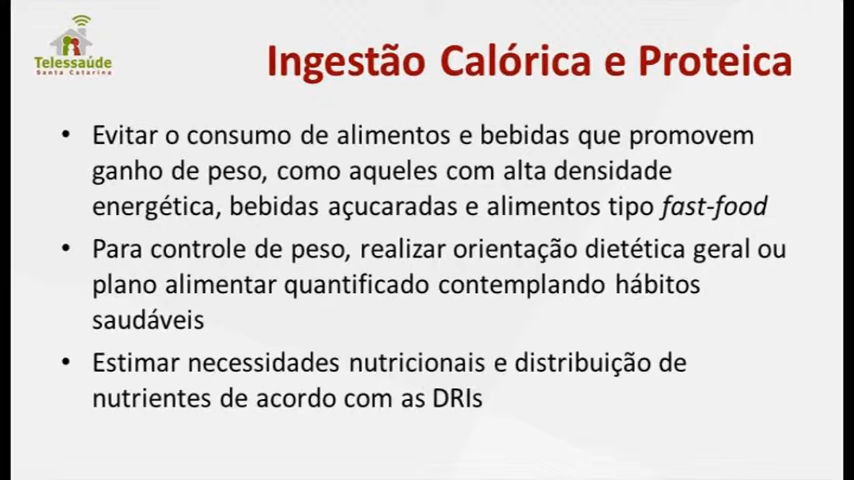 Telessaúde
Santa Catarina
Ingestão Calórica e Proteica
• Evitar o consumo de alimentos e bebidas que promovem
ganho de peso, como aqueles com alta densidade
energética, bebidas açucaradas e alimentos tipo fast-food
• Para controle de peso, realizar orientação dietética geral ou
plano alimentar quantificado contemplando hábitos
saudáveis
• Estimar necessidades nutricionais e distribuição de
nutrientes de acordo com as DRIs